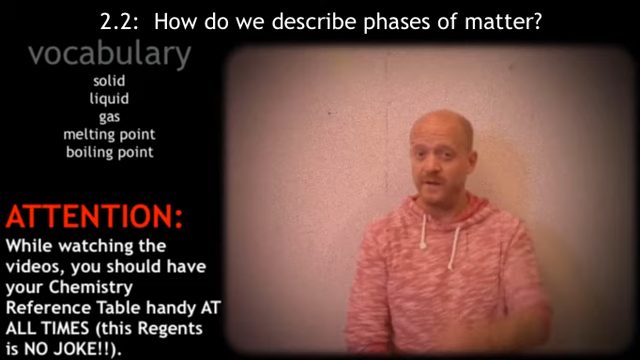 2.2:  How do we describe phases of matter?
vocabulary
solid
liquid
gas
melting point
boiling point
ATTENTION:
While watching the
videos, you should have
your Chemistry
Reference Table handy AT
ALL TIMES (this Regents
is NO JOKE!!).